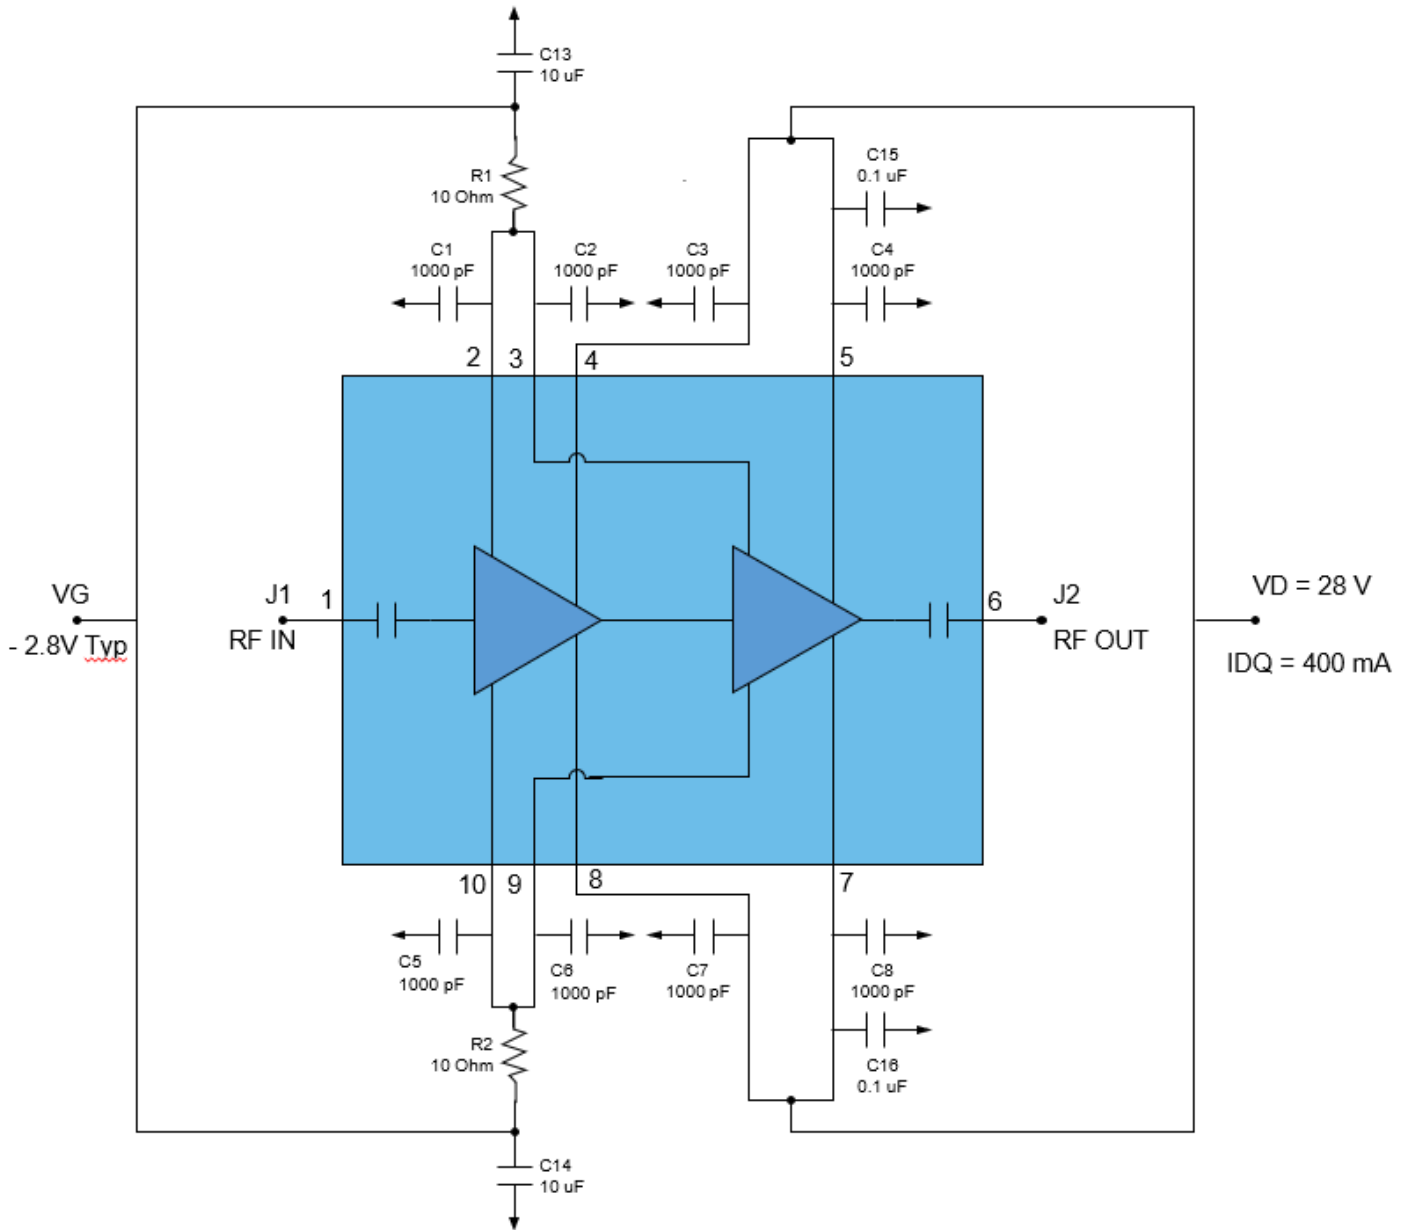 C13
10 uF
R1
10 Ohm
C15
0.1 uF
C1
1000 pF
C2
1000 pF
C3
1000 pF
C4
1000 pF
2
3
4
5
VG
- 2.8V Typ
J1
RF IN
1
6
J2
RF OUT
VD = 28 V
IDQ = 400 mA
10
9
8
7
C5
1000 pF
C6
1000 pF
C7
1000 pF
C8
1000 pF
R2
10 Ohm
C16
0.1 uF
C14
10 uF